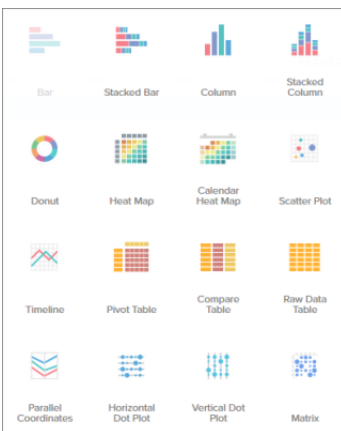 Bar
Stacked Bar
Column
Stacked
Column
Donut
Heat Map
Calendar
Heat Map
Scatter Plot
Timeline
Pivot Table
Compare
Table
Raw Data
Table
Parallel
Coordinates
Horizontal
Dot Plot
Vertical Dot
Plot
Matrix